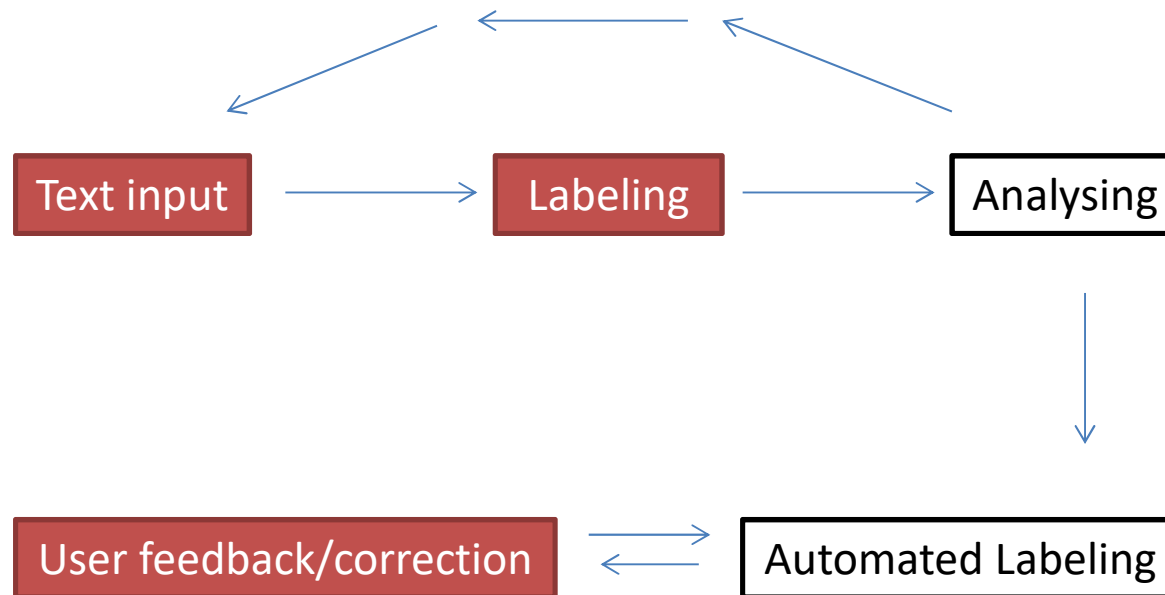 Text input
Labeling
Analysing
User feedback/correction
Automated Labeling